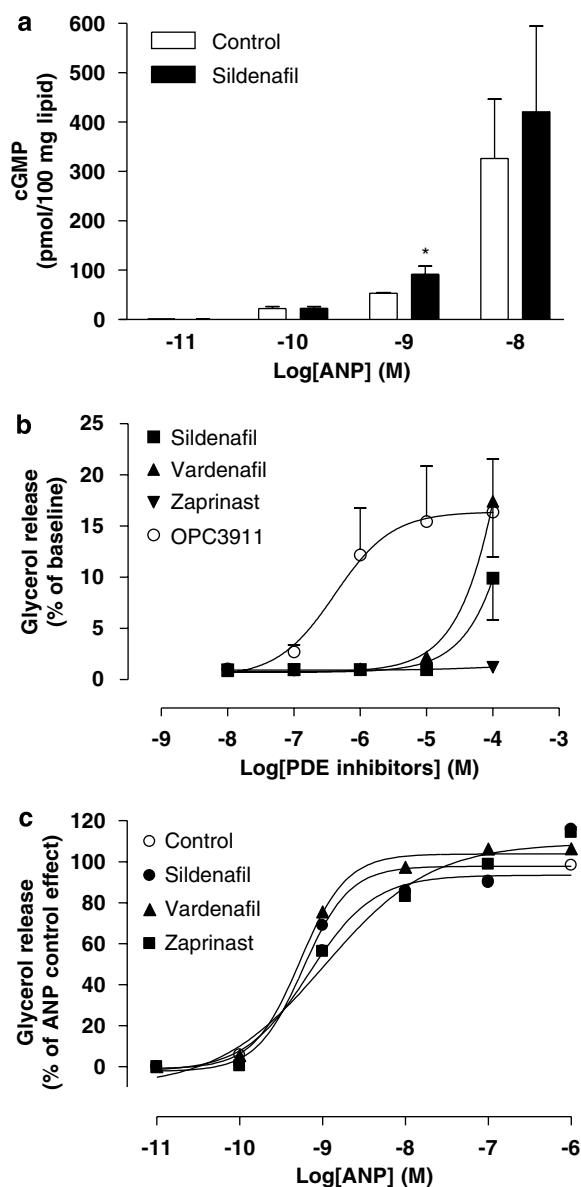 a
600
500
400
300
200
100
0
cGMP
(pmol/100 mg lipid)
Control
Sildenafil
*
-11 -10 -9 -8
Log[ANP] (M)
b
25
20
15
10
5
0
Glycerol release
(% of baseline)
Sildenafil
Vardenafil
Zaprinast
OPC3911
-9 -8 -7 -6 -5 -4 -3
Log[PDE inhibitors] (M)
c
120
100
80
60
40
20
0
Glycerol release
(% of ANP control effect)
Control
Sildenafil
Vardenafil
Zaprinast
-11 -10 -9 -8 -7 -6
Log[ANP] (M)